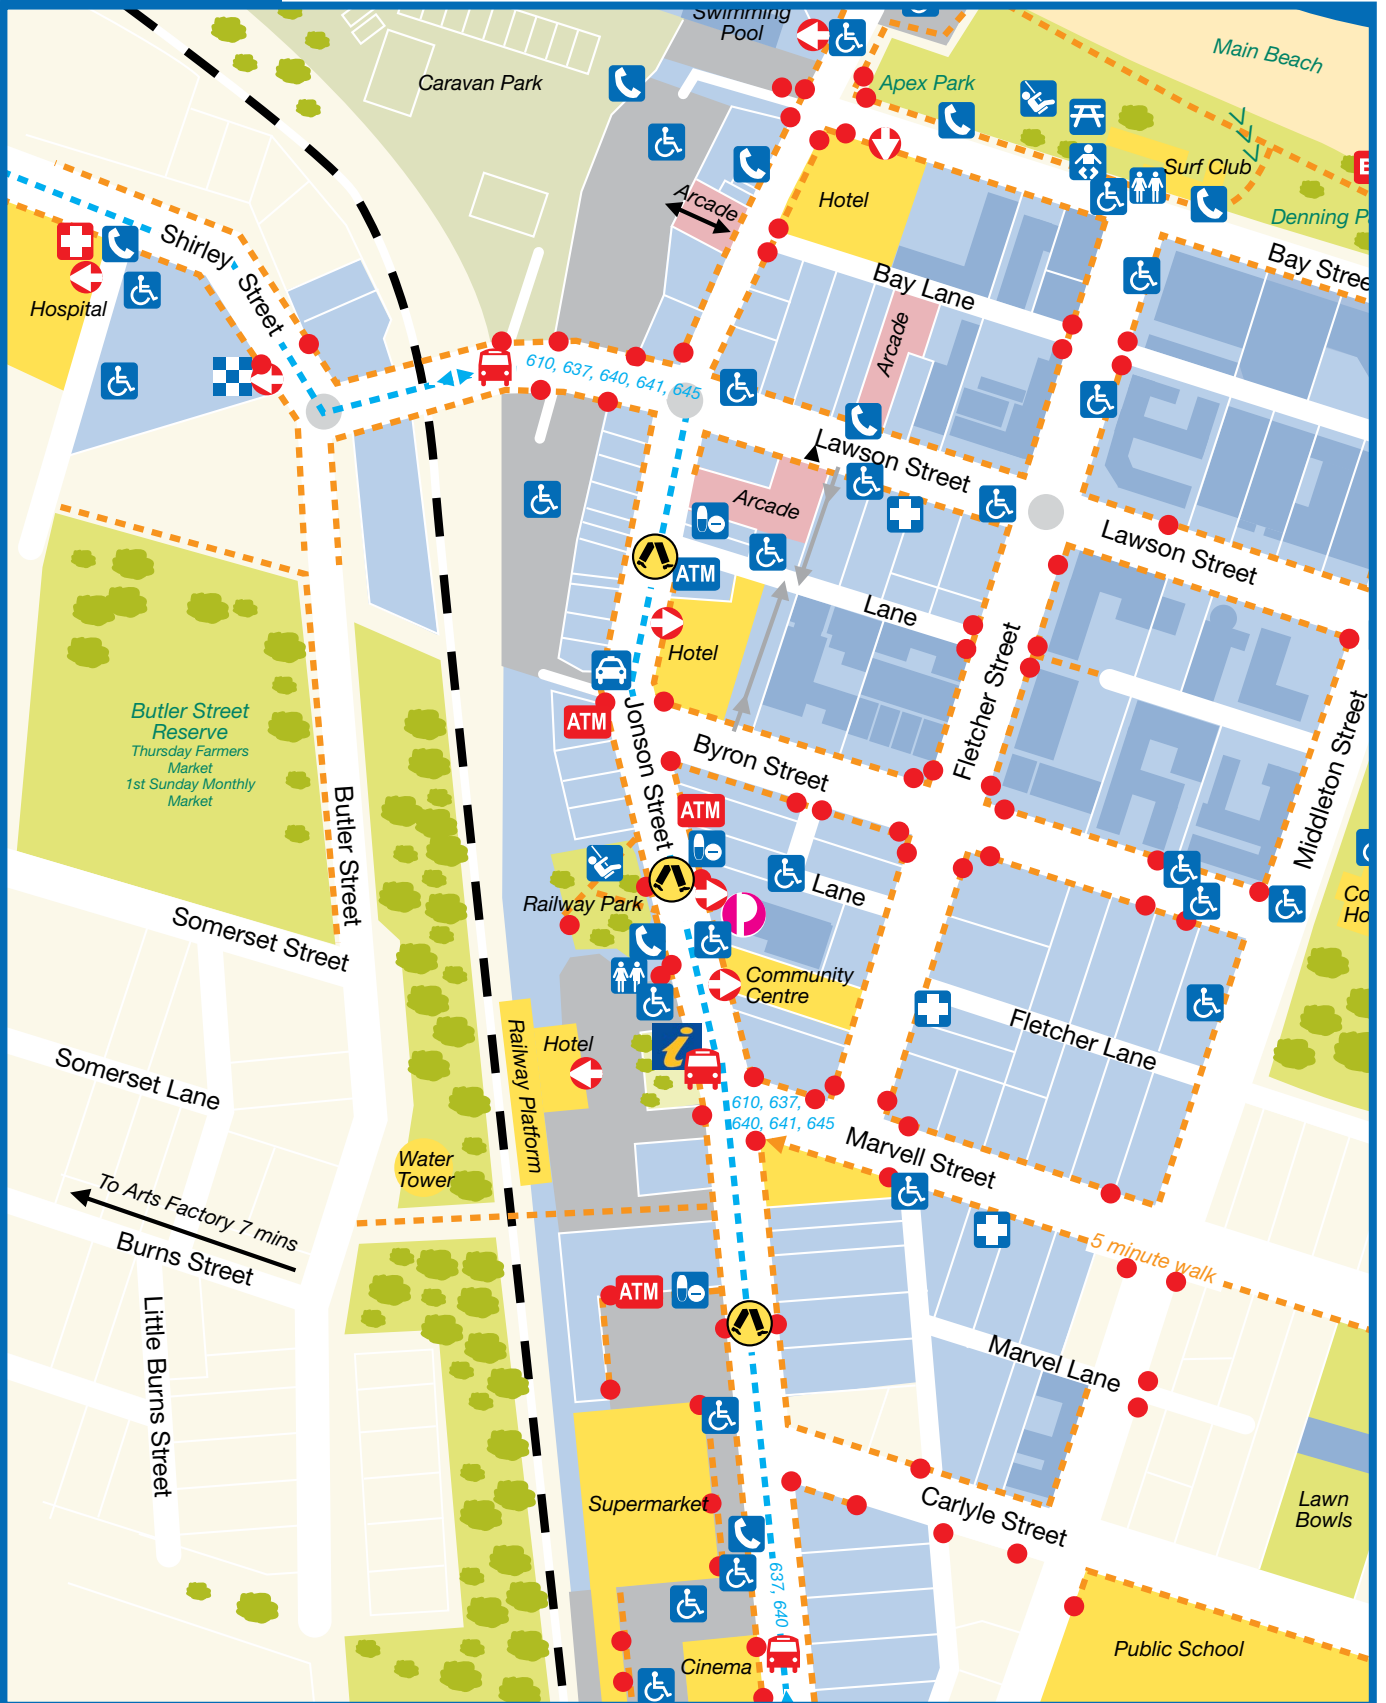 Swimming
Pool
Main Beach
Caravan Park
Apex Park
Surf Club
Arcade
Hotel
Denning
Shirley Street
Bay Lane
Bay Stree
Hospital
Arcade
610, 637, 640, 641, 645
Lawson Street
Arcade
Lawson Street
ATM
Lane
Hotel
ATM
Fletcher Street
Butler Street
Reserve
Thursday Farmers
Market
1st Sunday Monthly
Market
Jonson Street
Byron Street
Middleton Street
Butler Street
ATM
Lane
Co
Ho
Railway Park
Somerset Street
Community
Centre
Fletcher Lane
Hotel
Railway Platform
i
Somerset Lane
610, 637,
640, 641, 645
Marvell Street
Water
Tower
To Arts Factory 7 mins
Burns Street
5 minute walk
ATM
Little Burns Street
Marvel Lane
Supermarket
Carlyle Street
Lawn
Bowls
637, 640
Public School
Cinema